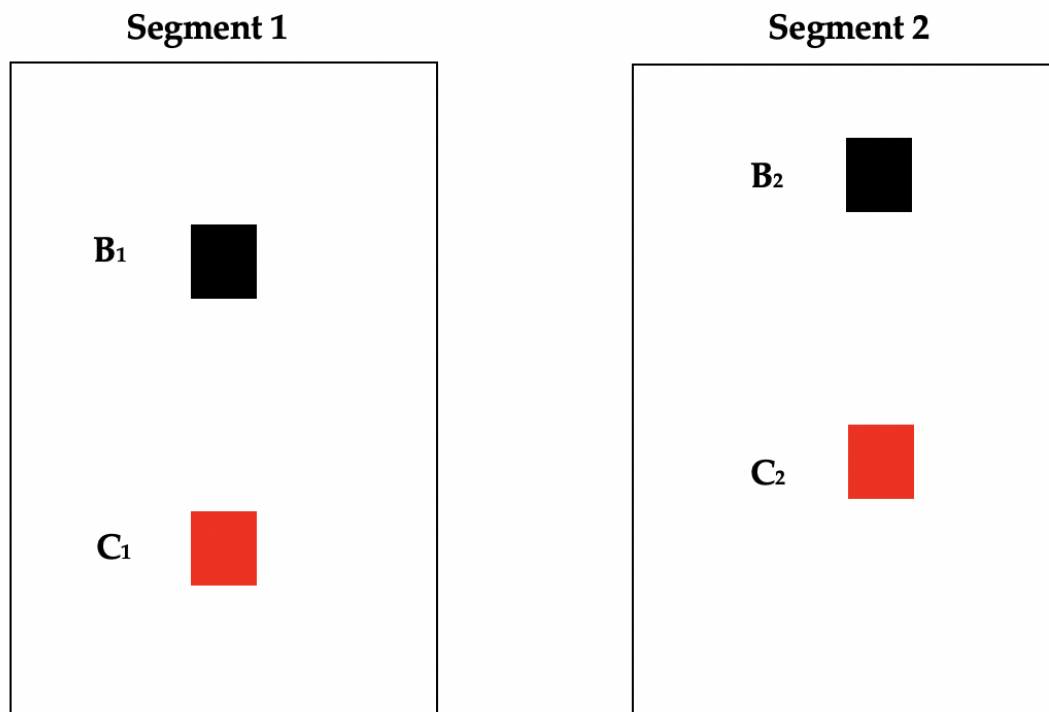 Segment 1
Segment 2
B₁
B₂
C₁
C₂